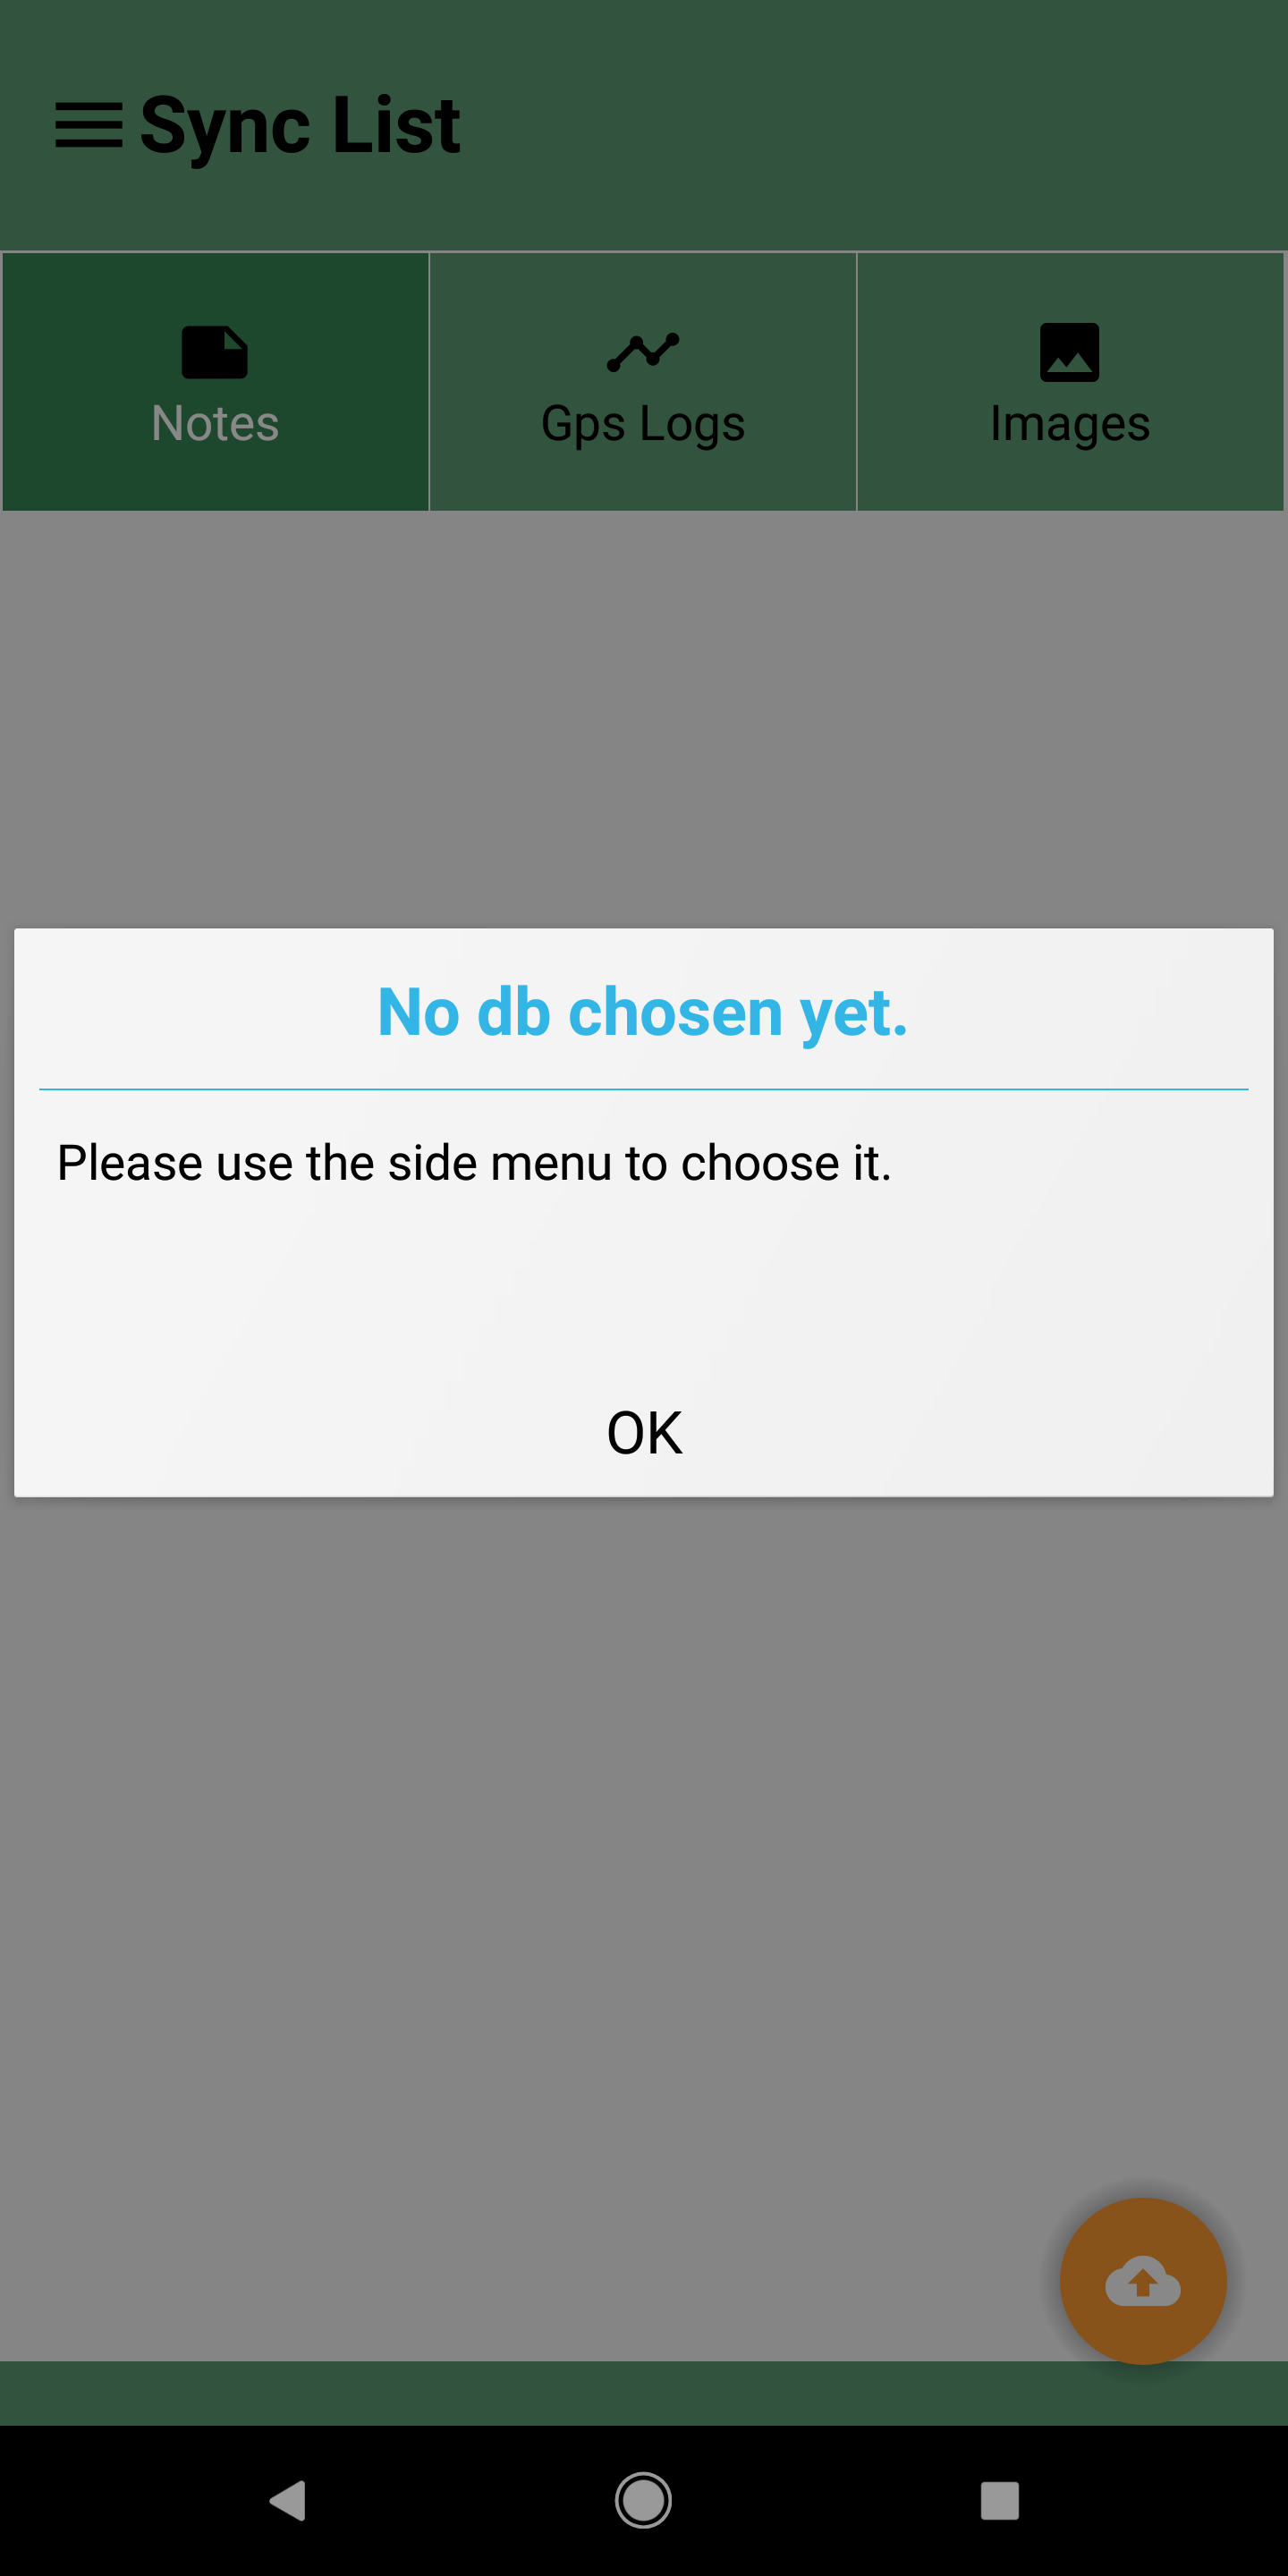 Sync List
Notes
Gps Logs
Images
No db chosen yet.
Please use the side menu to choose it.
OK